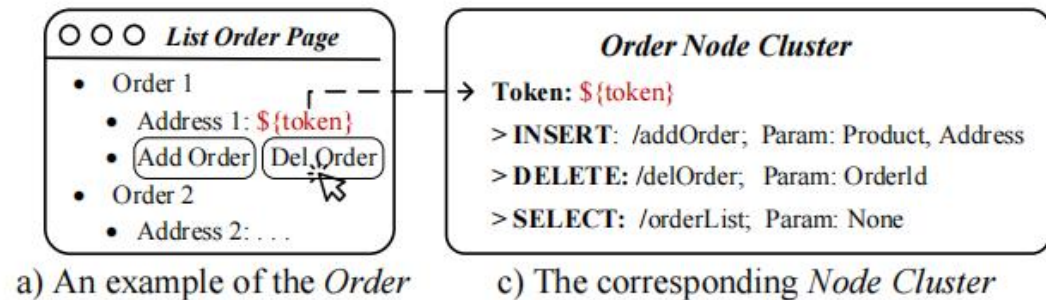 List Order Page
• Order 1
• Address 1: ${token}
• Add Order Del Order
• Order 2
• Address 2: . . .
a) An example of the Order
Order Node Cluster
Token: ${token}
> INSERT: /addOrder; Param: Product, Address
> DELETE: /delOrder; Param: OrderId
> SELECT: /orderList; Param: None
c) The corresponding Node Cluster